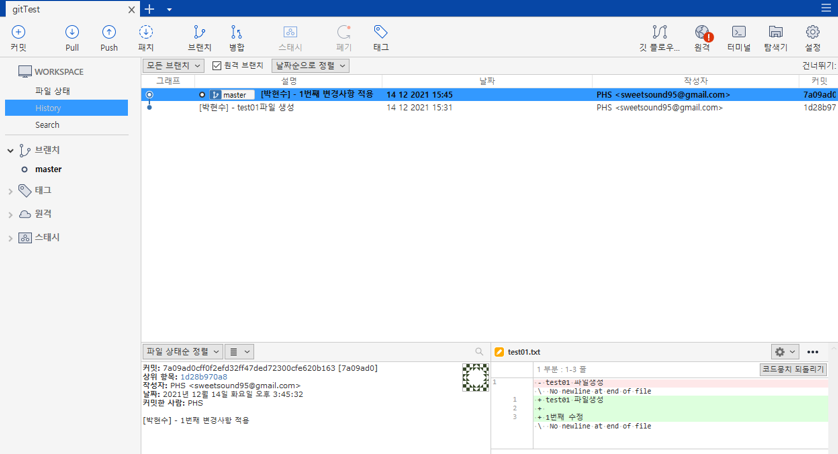 gitTest
커밋 Pull Push 패치 브랜치 병합 스태시 폐기 태그 깃 플로우... 원격 터미널 탐색기 설정
WORKSPACE
파일 상태
History
Search
브랜치
master
태그
원격
스태시
모든 브랜치 원격 브랜치 날짜순으로 정렬 건너뛰기:
그래프 설명 날짜 작성자 커밋
master [박현수] - 1번째 변경사항 적용 14 12 2021 15:45 PHS <sweetsound95@gmail.com> 7a09ad0
[박현수] - test01파일 생성 14 12 2021 15:31 PHS <sweetsound95@gmail.com> 1d28b97
파일 상태순 정렬
커밋: 7a09ad0cff0f2efd32ff47ded72300cfe620b163 [7a09ad0]
상위 항목: 1d28b970a8
작성자: PHS <sweetsound95@gmail.com>
날짜: 2021년 12월 14일 화요일 오후 3:45:32
커밋한 사람: PHS
[박현수] - 1번째 변경사항 적용
test01.txt
1 부분 : 1-3 줄 코드뭉치 되돌리기
1 - test01 파일생성
\ No newline at end of file
1 + test01 파일생성
2 +
3 + 1번째 수정
\ No newline at end of file